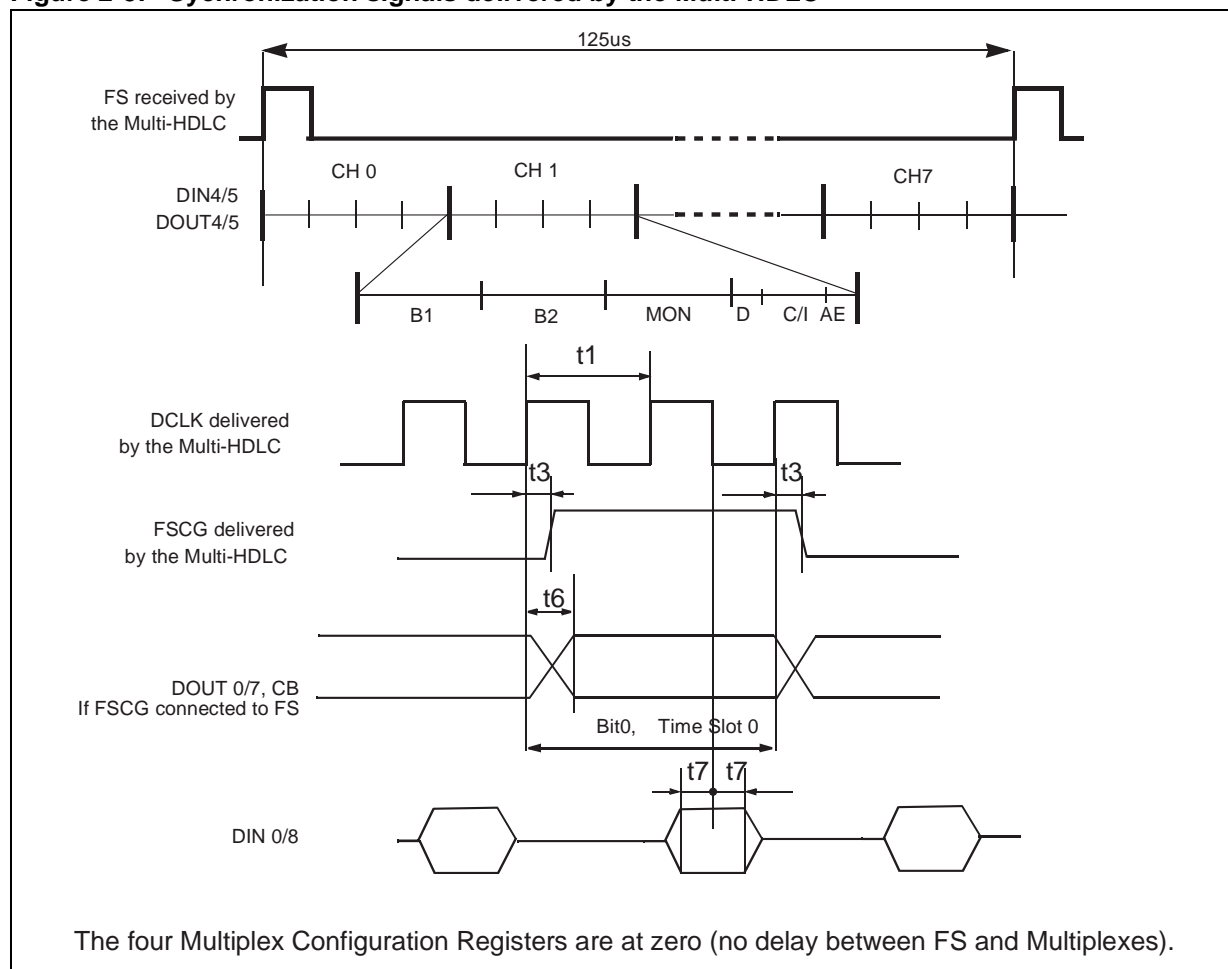 125us
FS received by
the Multi-HDLC
CH 0
CH 1
CH7
DIN4/5
DOUT4/5
B1
B2
MON
D
C/I
AE
t1
DCLK delivered
by the Multi-HDLC
t3
t3
FSCG delivered
by the Multi-HDLC
t6
DOUT 0/7, CB
If FSCG connected to FS
Bit0, Time Slot 0
t7
t7
DIN 0/8
The four Multiplex Configuration Registers are at zero (no delay between FS and Multiplexes).